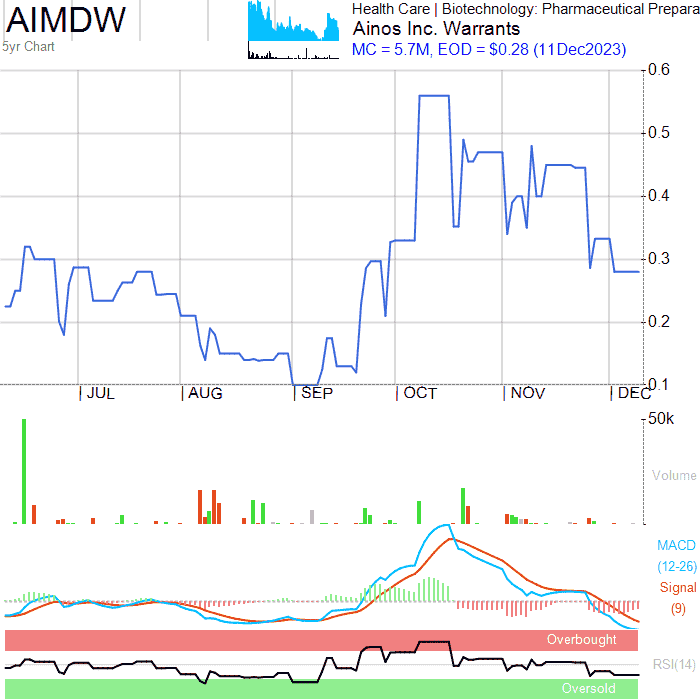 AIMDW
5yr Chart
Health Care | Biotechnology: Pharmaceutical Prepara
Ainos Inc. Warrants
MC = 5.7M, EOD = $0.28 (11Dec2023)
0.6
0.5
0.4
0.3
0.2
0.1
| JUL | AUG | SEP | OCT | NOV | DEC
50k
Volume
MACD
(12-26)
Signal
(9)
Overbought
RSI(14)
Oversold